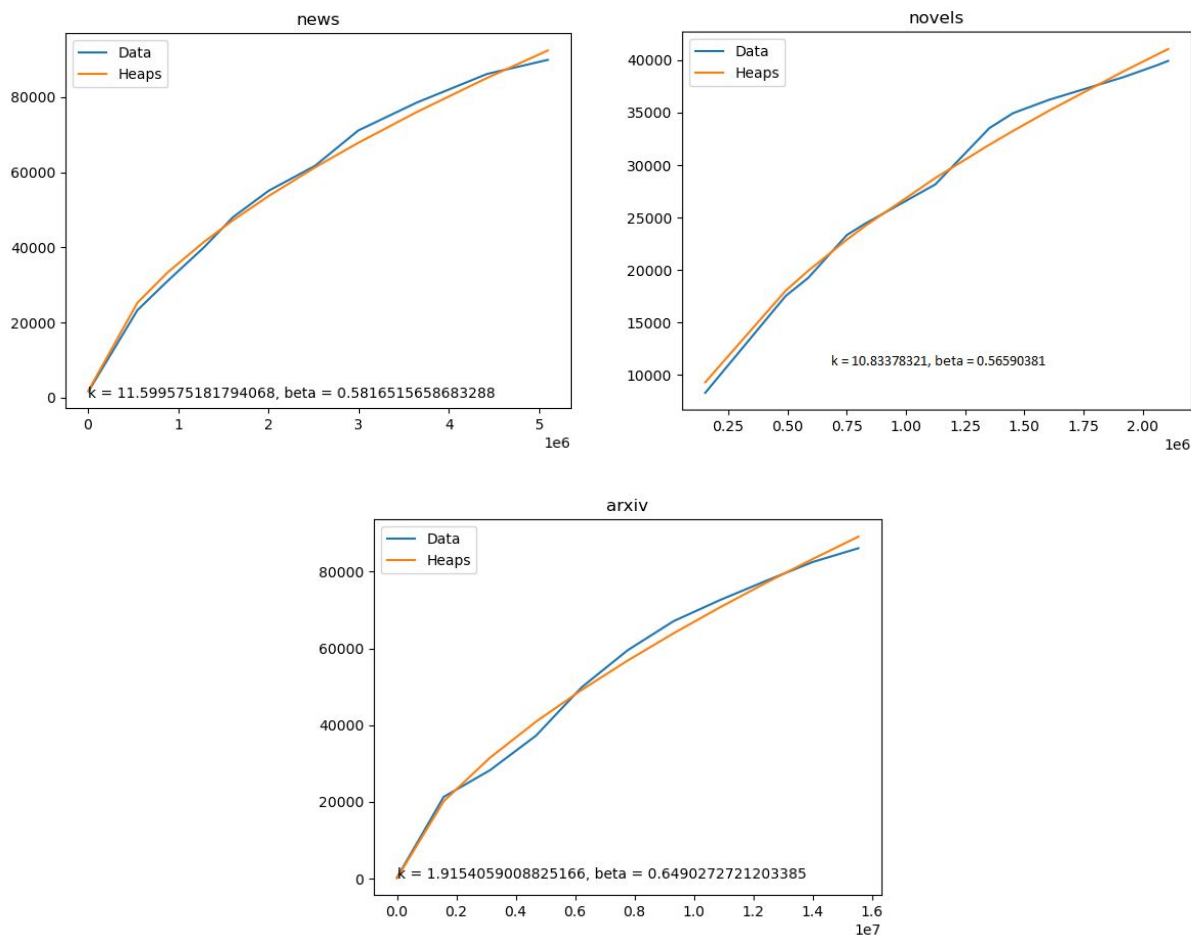 news
Data
Heaps
80000
60000
40000
20000
0
k = 11.599575181794068, beta = 0.5816515658683288
0 1 2 3 4 5
1e6
novels
Data
Heaps
40000
35000
30000
25000
20000
15000
10000
k = 10.83378321, beta = 0.56590381
0.25 0.50 0.75 1.00 1.25 1.50 1.75 2.00
1e6
arxiv
Data
Heaps
80000
60000
40000
20000
0
k = 1.9154059008825166, beta = 0.6490272721203385
0.0 0.2 0.4 0.6 0.8 1.0 1.2 1.4 1.6
1e7